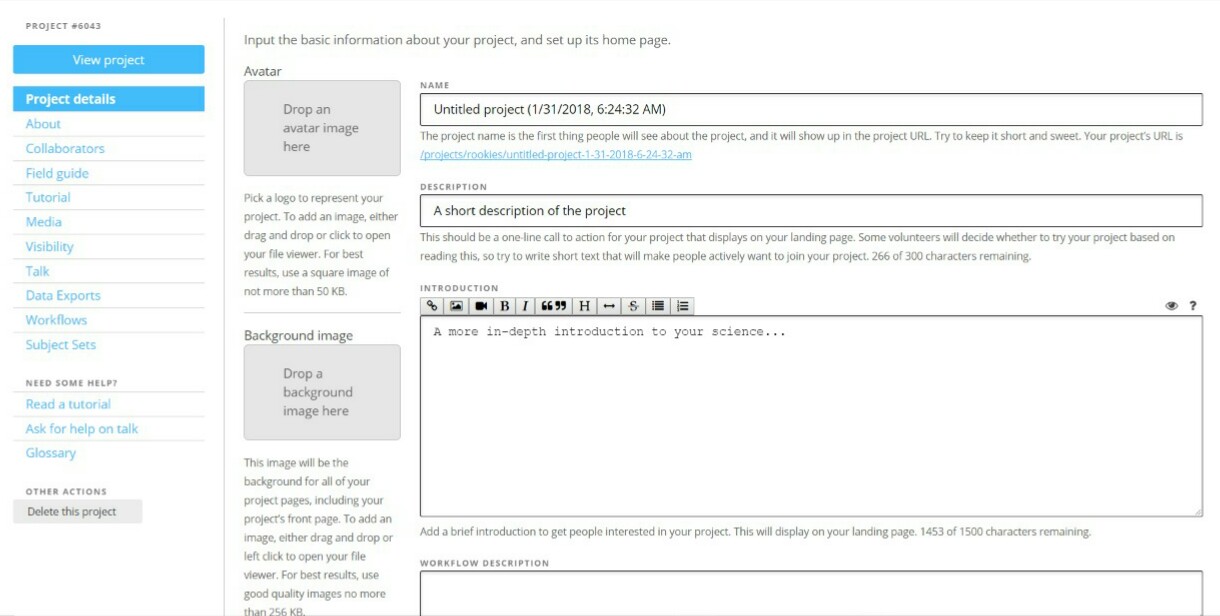 PROJECT #6043
View project
Project details
About
Collaborators
Field guide
Tutorial
Media
Visibility
Talk
Data Exports
Workflows
Subject Sets
NEED SOME HELP?
Read a tutorial
Ask for help on talk
Glossary
OTHER ACTIONS
Delete this project
Input the basic information about your project, and set up its home page.
Avatar
Drop an
avatar image
here
Pick a logo to represent your
project. To add an image, either
drag and drop or click to open
your file viewer. For best
results, use a square image of
not more than 50 KB.
Background image
Drop a
background
image here
This image will be the
background for all of your
project pages, including your
project's front page. To add an
image, either drag and drop or
left click to open your file
viewer. For best results, use
good quality images no more
than 256 KB.
NAME
Untitled project (1/31/2018, 6:24:32 AM)
The project name is the first thing people will see about the project, and it will show up in the project URL. Try to keep it short and sweet. Your project's URL is
/projects/rookies/untitled-project-1-31-2018-6-24-32-am
DESCRIPTION
A short description of the project
This should be a one-line call to action for your project that displays on your landing page. Some volunteers will decide whether to try your project based on
reading this, so try to write short text that will make people actively want to join your project. 266 of 300 characters remaining.
INTRODUCTION
B I ❝❞ H S ?
A more in-depth introduction to your science...
Add a brief introduction to get people interested in your project. This will display on your landing page. 1453 of 1500 characters remaining.
WORKFLOW DESCRIPTION